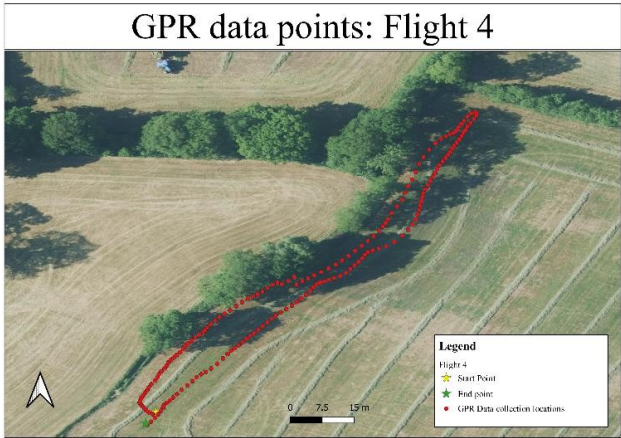 GPR data points: Flight 4
Legend
Flight 4
Start Point
End point
GPR Data collection locations
0 7.5 15 m